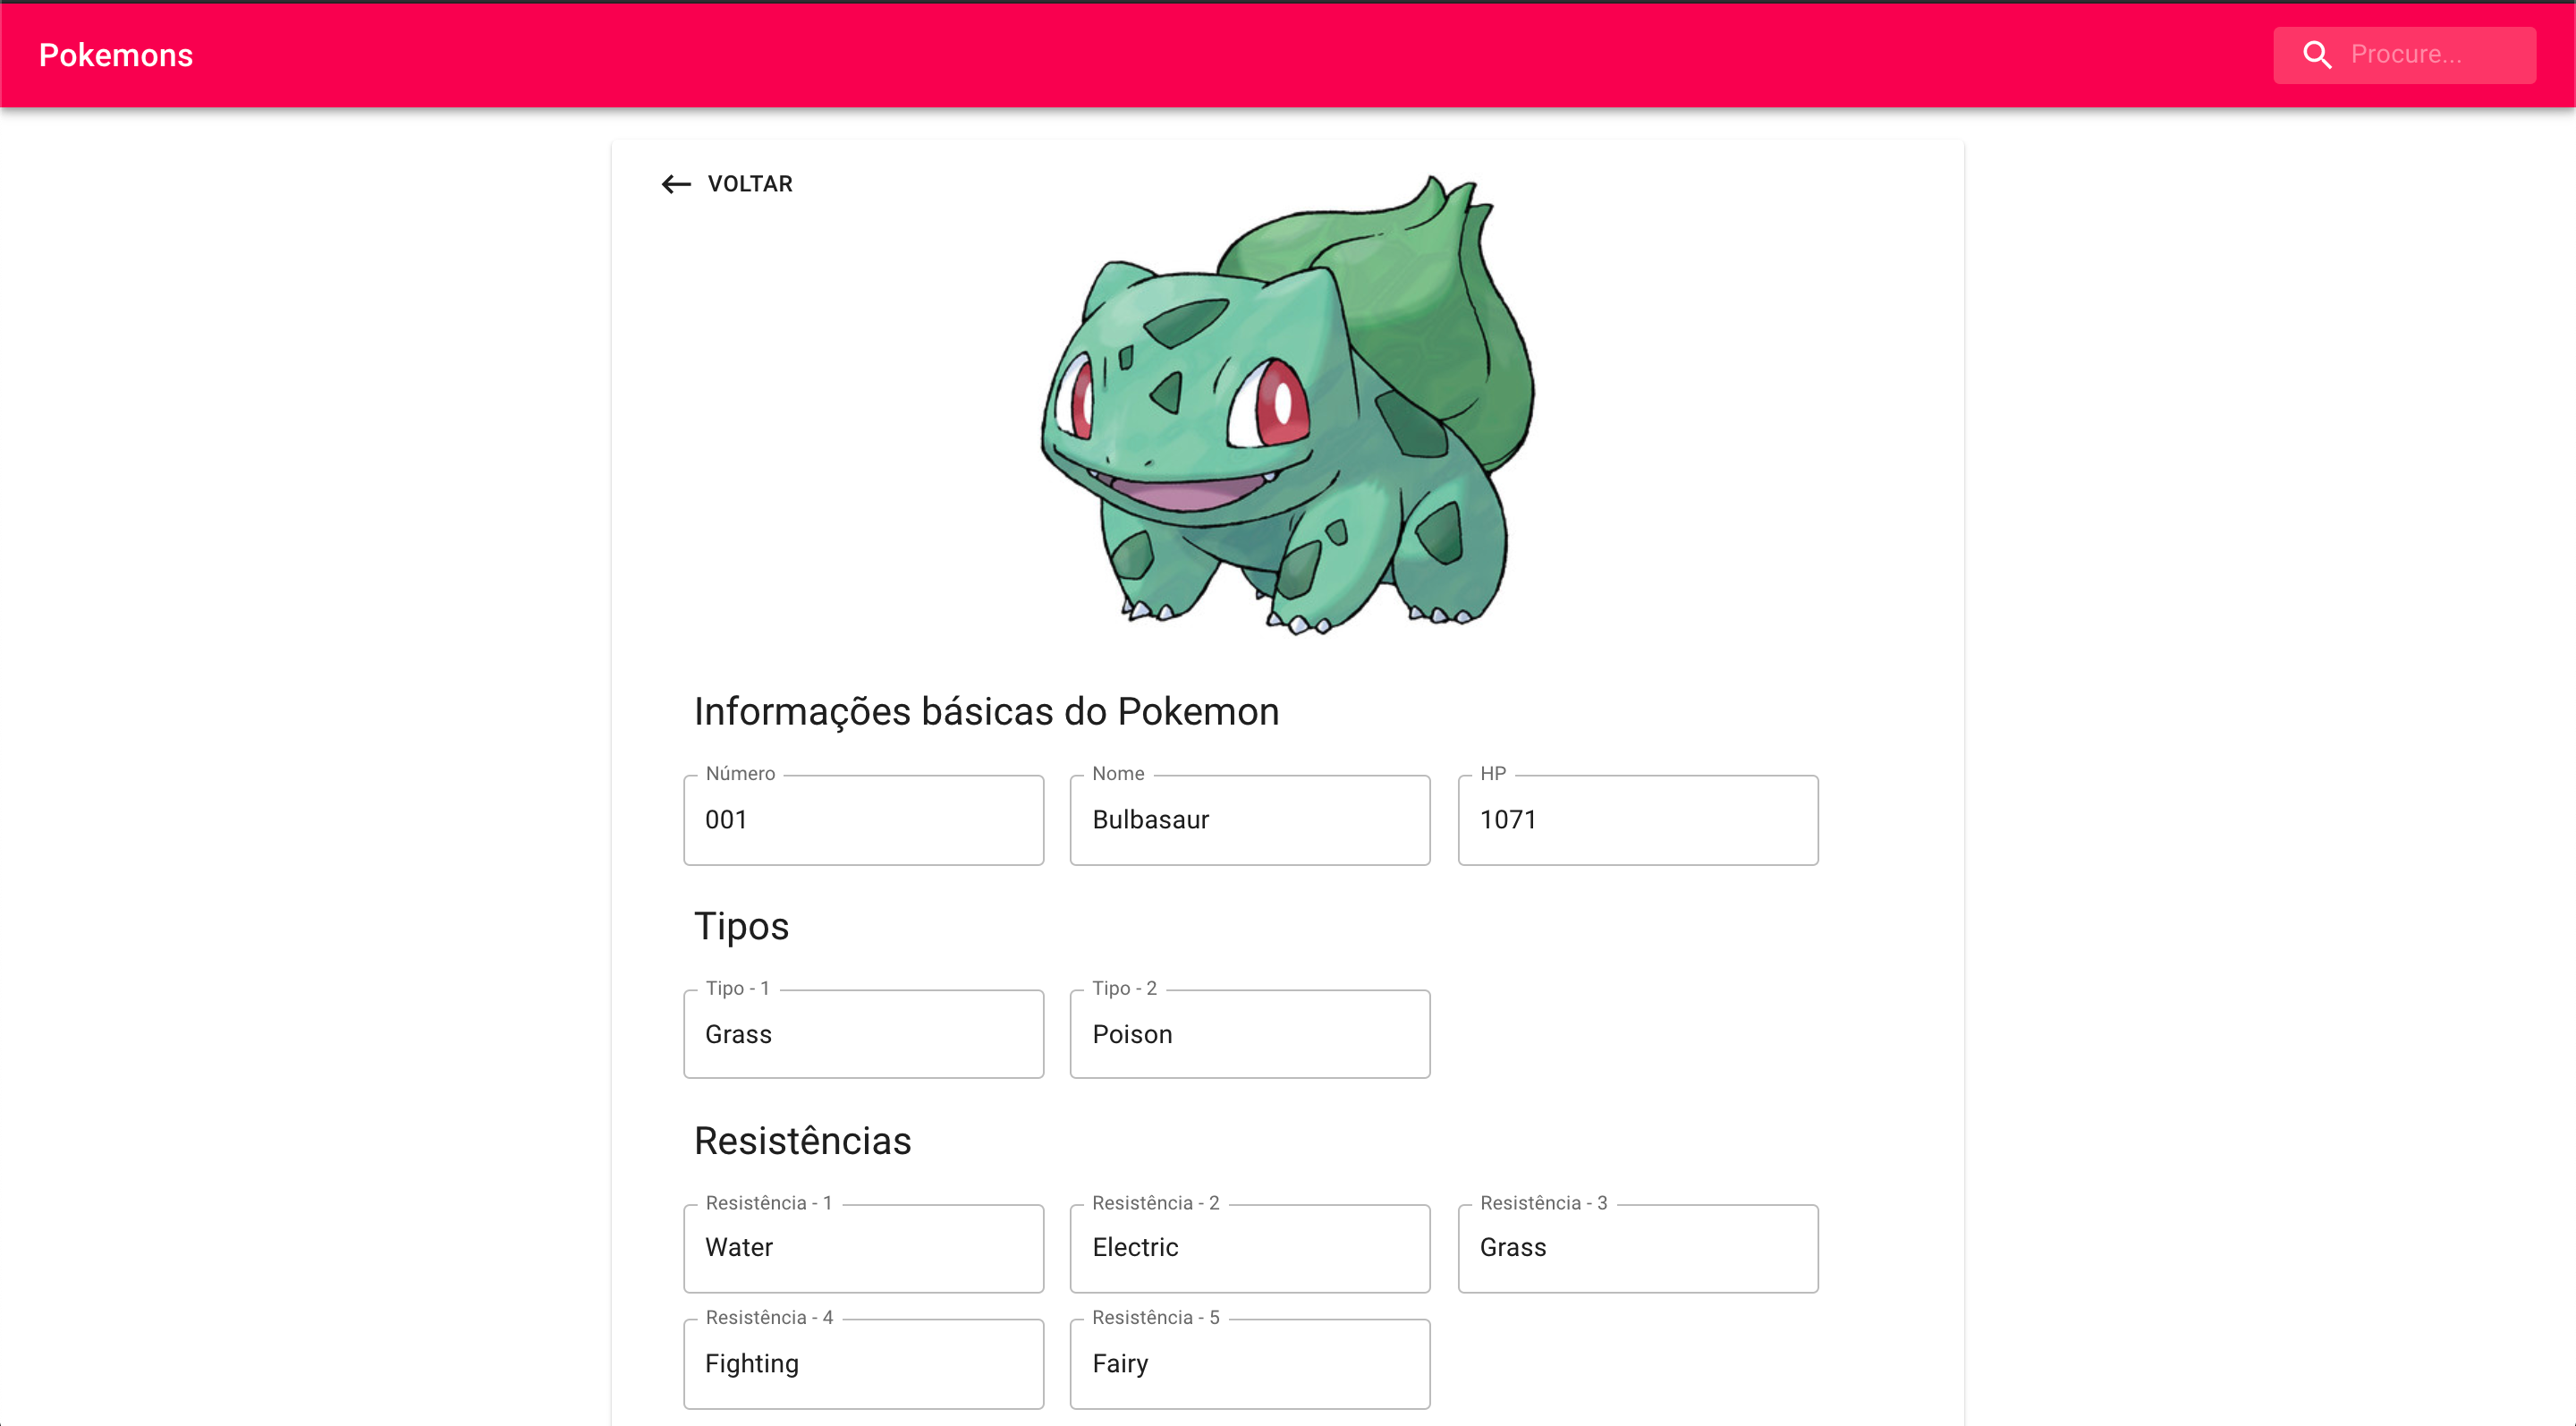 Pokemons
Procure...
VOLTAR
Informações básicas do Pokemon
Número
Nome
HP
001
Bulbasaur
1071
Tipos
Tipo - 1
Tipo - 2
Grass
Poison
Resistências
Resistência - 1
Resistência - 2
Resistência - 3
Water
Electric
Grass
Resistência - 4
Resistência - 5
Fighting
Fairy